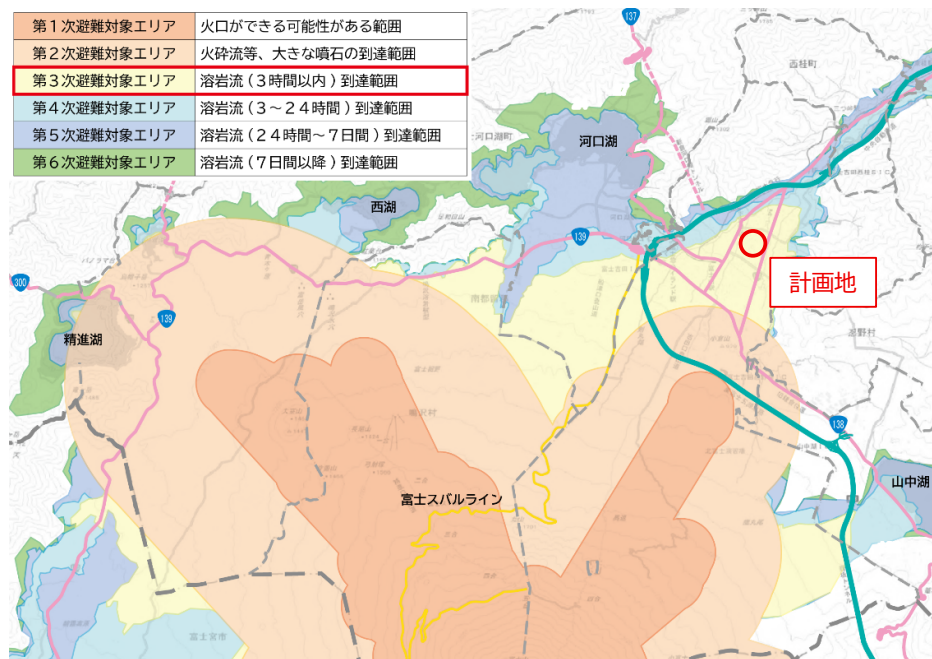 第1次避難対象エリア 火口ができる可能性がある範囲
第2次避難対象エリア 火砕流等、大きな噴石の到達範囲
第3次避難対象エリア 溶岩流(3時間以内)到達範囲
第4次避難対象エリア 溶岩流(3～24時間)到達範囲
第5次避難対象エリア 溶岩流(24時間～7日間)到達範囲
第6次避難対象エリア 溶岩流(7日間以降)到達範囲
137
西桂町
河口湖
西湖
139
計画地
300
139
精進湖
138
山中湖
富士スバルライン
富士宮市